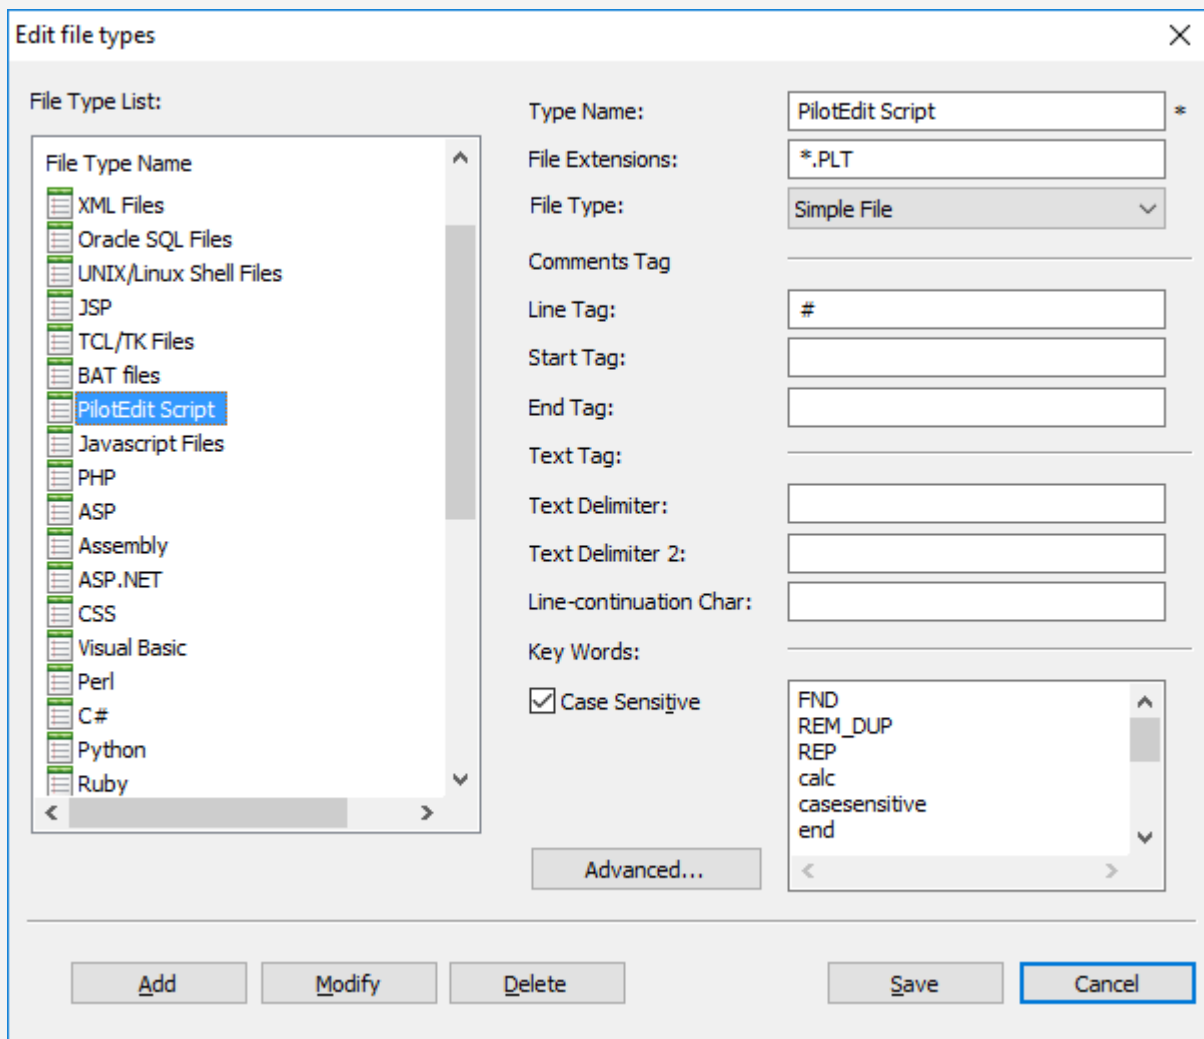 Edit file types
File Type List:
File Type Name
XML Files
Oracle SQL Files
UNIX/Linux Shell Files
JSP
TCL/TK Files
BAT files
PilotEdit Script
Javascript Files
PHP
ASP
Assembly
ASP.NET
CSS
Visual Basic
Perl
C#
Python
Ruby
Type Name: PilotEdit Script *
File Extensions: *.PLT
File Type: Simple File
Comments Tag
Line Tag: #
Start Tag:
End Tag:
Text Tag:
Text Delimiter:
Text Delimiter 2:
Line-continuation Char:
Key Words:
Case Sensitive
FND
REM_DUP
REP
calc
casesensitive
end
Advanced...
Add Modify Delete Save Cancel